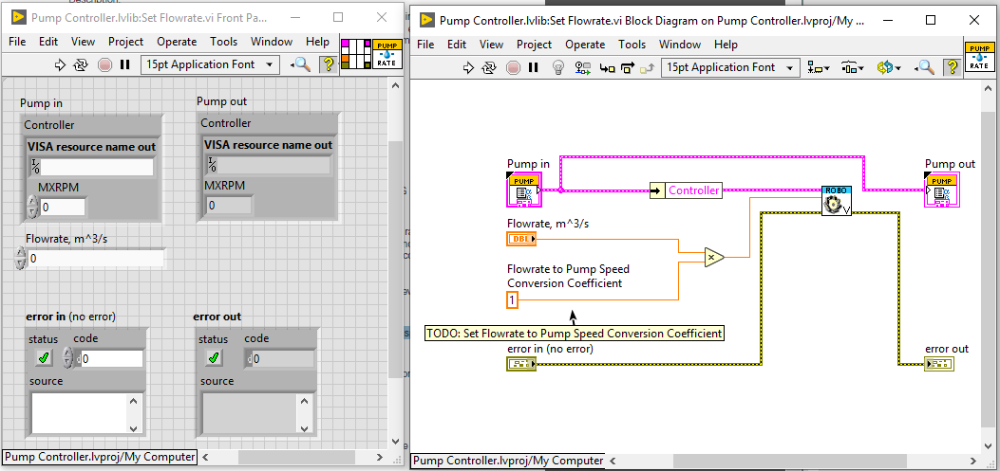 Pump Controller.lvlib:Set Flowrate.vi Front Pa...
File Edit View Project Operate Tools Window Help
15pt Application Font
?
PUMP
RATE
Pump in
Controller
VISA resource name out
I/O
MXRPM
0
Pump out
Controller
VISA resource name out
I/O
MXRPM
0
Flowrate, m^3/s
0
error in (no error)
status code
d 0
source
error out
status code
d 0
source
Pump Controller.lvproj/My Computer
Pump Controller.lvlib:Set Flowrate.vi Block Diagram on Pump Controller.lvproj/My ...
File Edit View Project Operate Tools Window Help
15pt Application Font
?
PUMP
RATE
Pump in
PUMP
Controller
ROBO
V
Pump out
PUMP
Flowrate, m^3/s
DBL
Flowrate to Pump Speed
Conversion Coefficient
1
TODO: Set Flowrate to Pump Speed Conversion Coefficient
error in (no error)
error out
Pump Controller.lvproj/My Computer